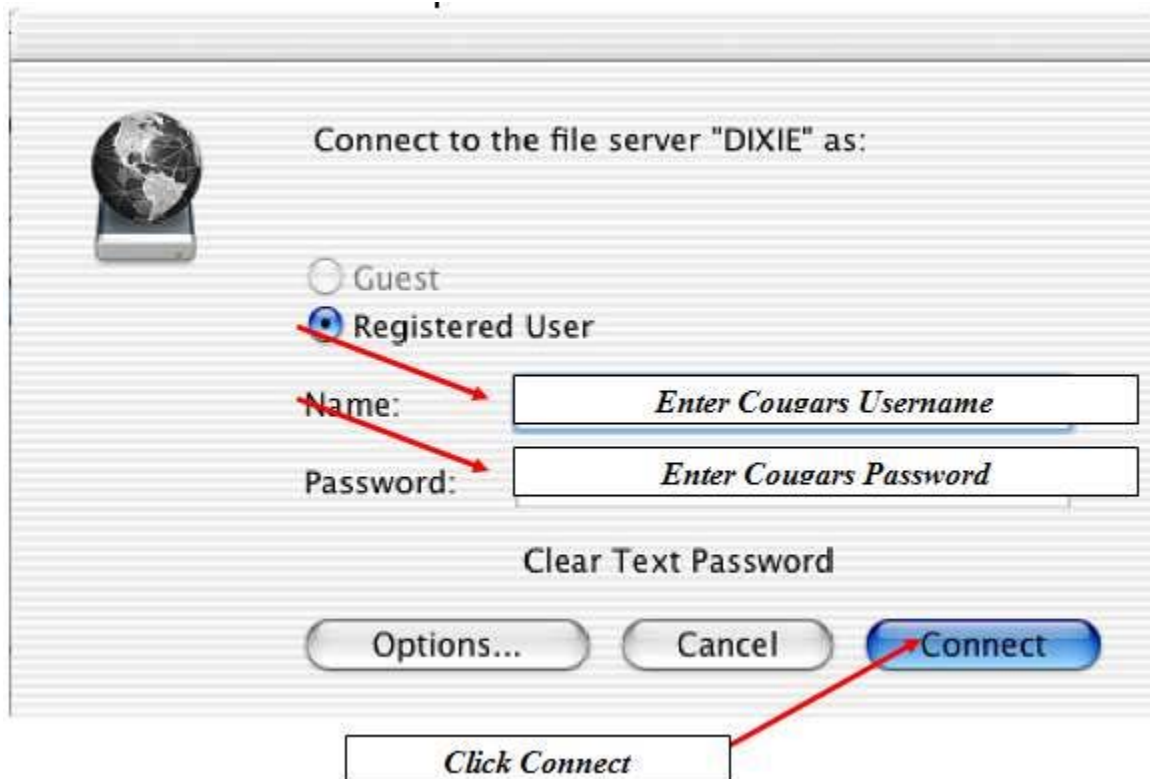 Connect to the file server "DIXIE" as:
Guest
Registered User
Name: Enter Cougars Username
Password: Enter Cougars Password
Clear Text Password
Options... Cancel Connect
Click Connect